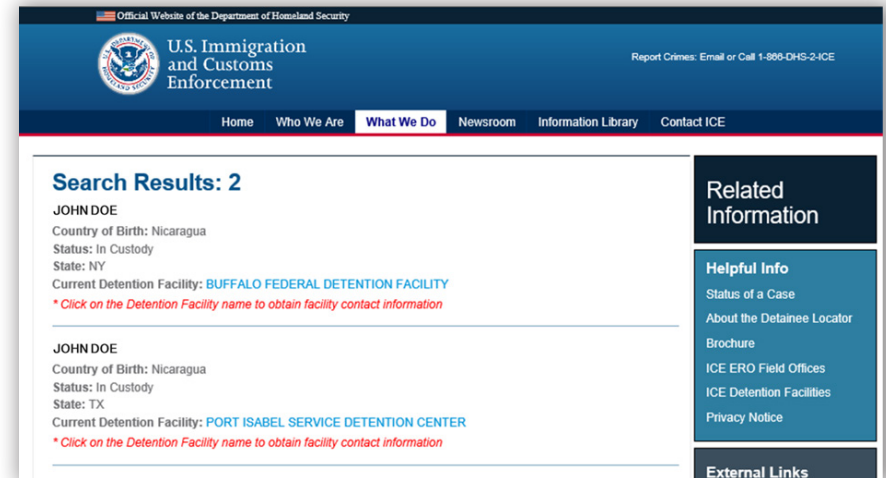 Official Website of the Department of Homeland Security
U.S. Immigration
and Customs
Enforcement
Report Crimes: Email or Call 1-866-DHS-2-ICE
Home Who We Are What We Do Newsroom Information Library Contact ICE
Search Results: 2
JOHN DOE
Country of Birth: Nicaragua
Status: In Custody
State: NY
Current Detention Facility: BUFFALO FEDERAL DETENTION FACILITY
* Click on the Detention Facility name to obtain facility contact information
JOHN DOE
Country of Birth: Nicaragua
Status: In Custody
State: TX
Current Detention Facility: PORT ISABEL SERVICE DETENTION CENTER
* Click on the Detention Facility name to obtain facility contact information
Related
Information
Helpful Info
Status of a Case
About the Detainee Locator
Brochure
ICE ERO Field Offices
ICE Detention Facilities
Privacy Notice
External Links